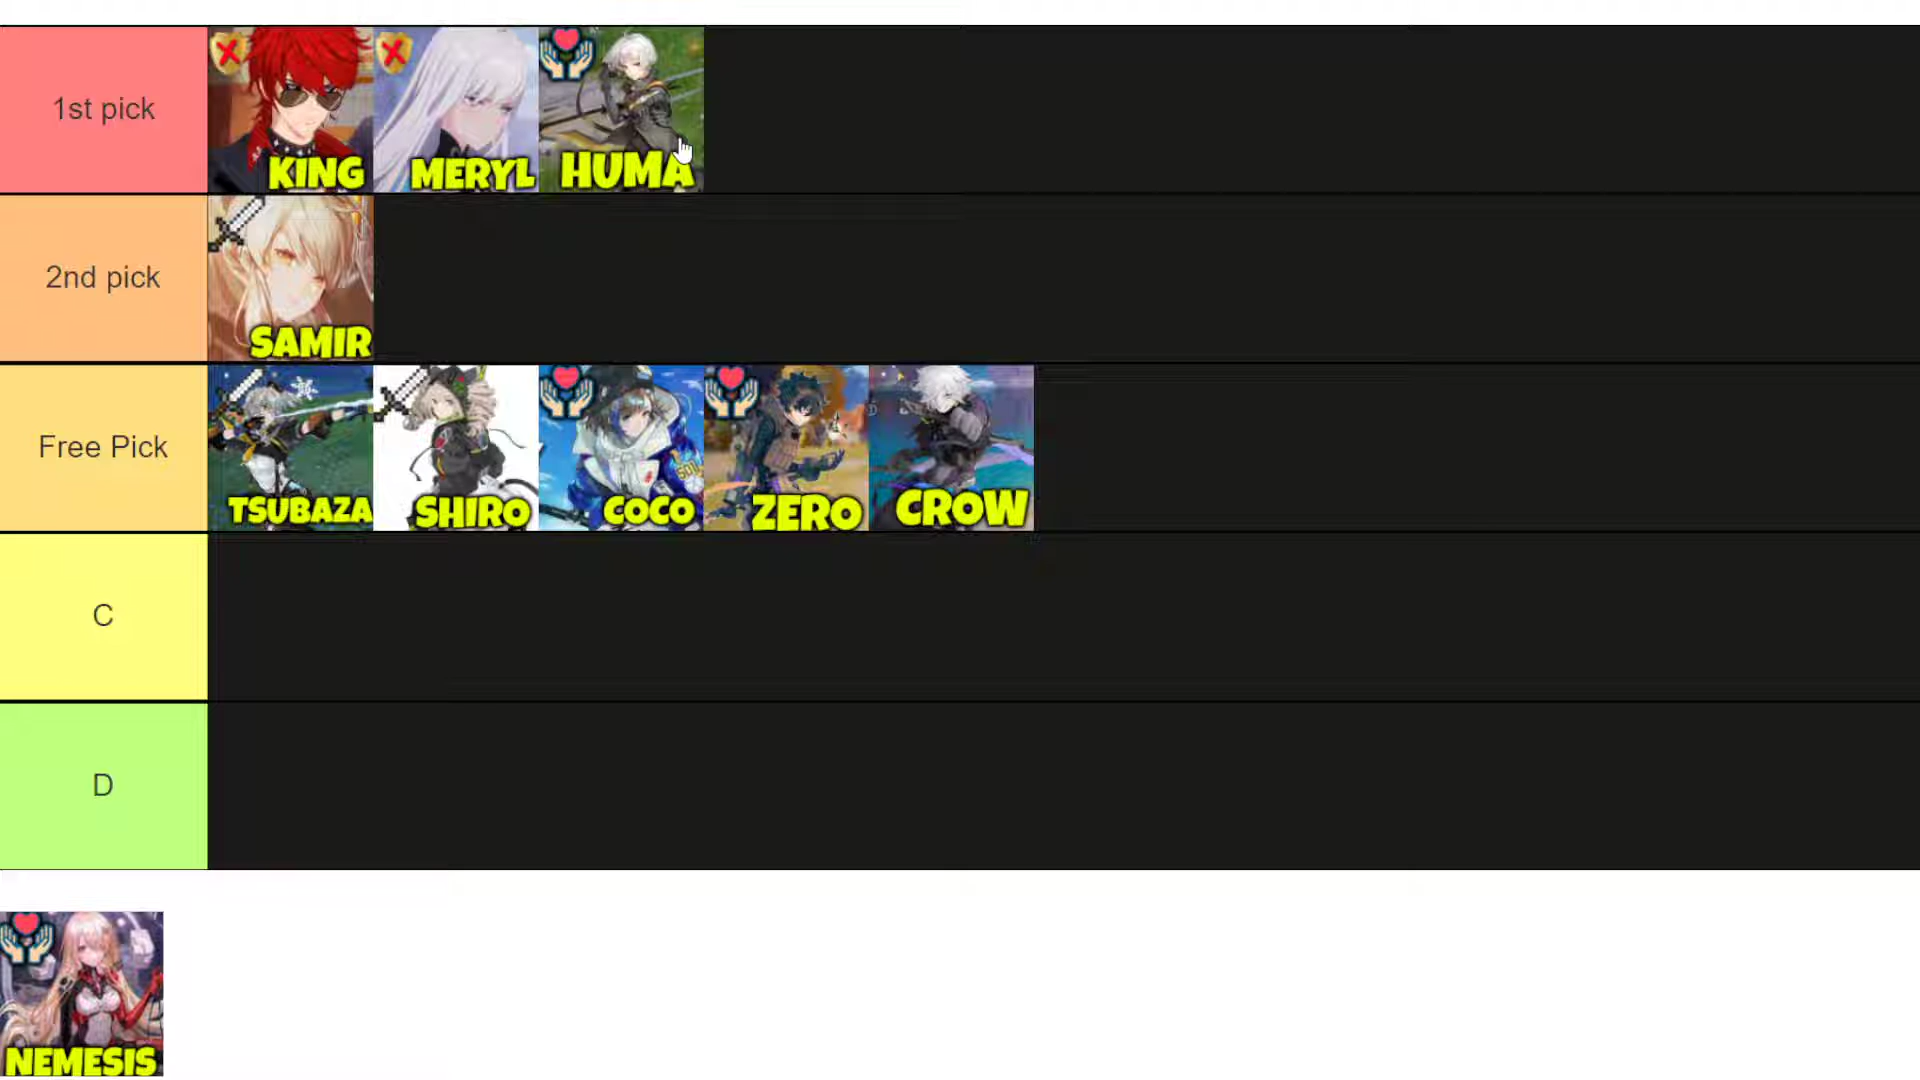 1st pick
KING
MERYL
HUMA
2nd pick
SAMIR
Free Pick
TSUBAZA
SHIRO
COCO
ZERO
CROW
C
D
NEMESIS